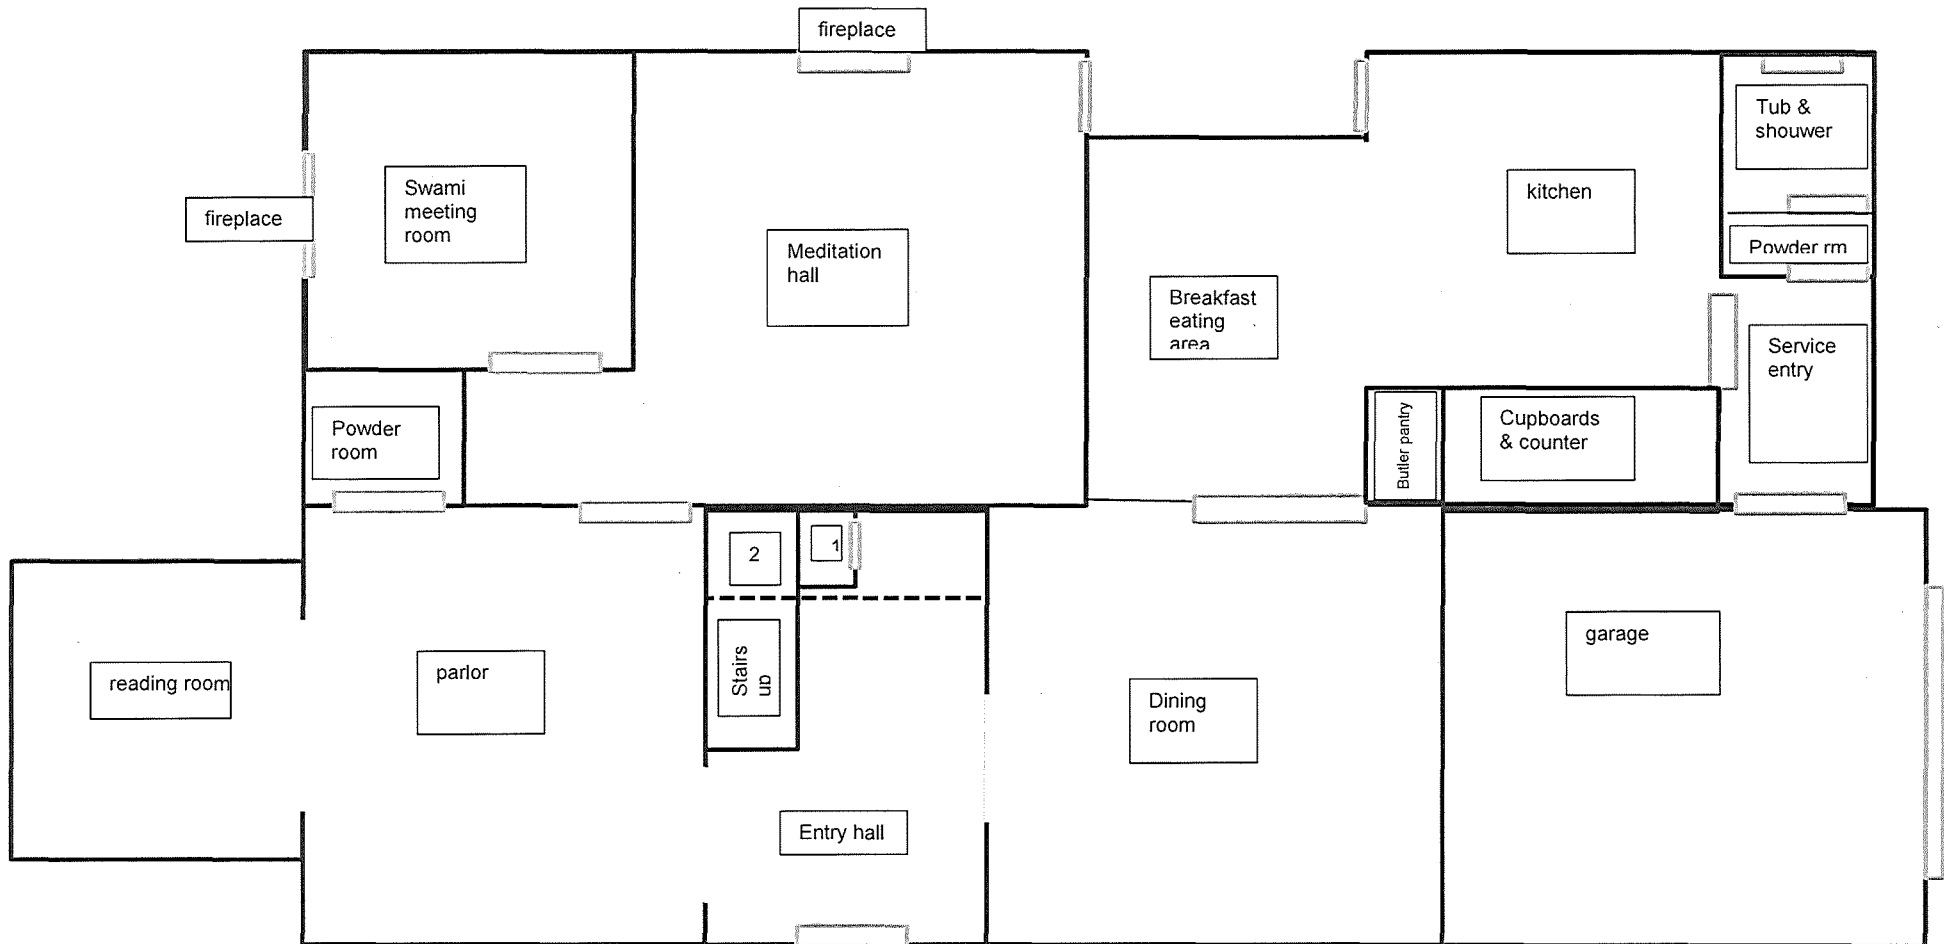 fireplace
Tub &
shouwer
Swami
meeting
room
kitchen
fireplace
Meditation
hall
Powder rm
Breakfast
eating
area
Service
entry
Powder
room
Butler pantry
Cupboards
& counter
2
1
reading room
parlor
Stairs
up
Dining
room
garage
Entry hall